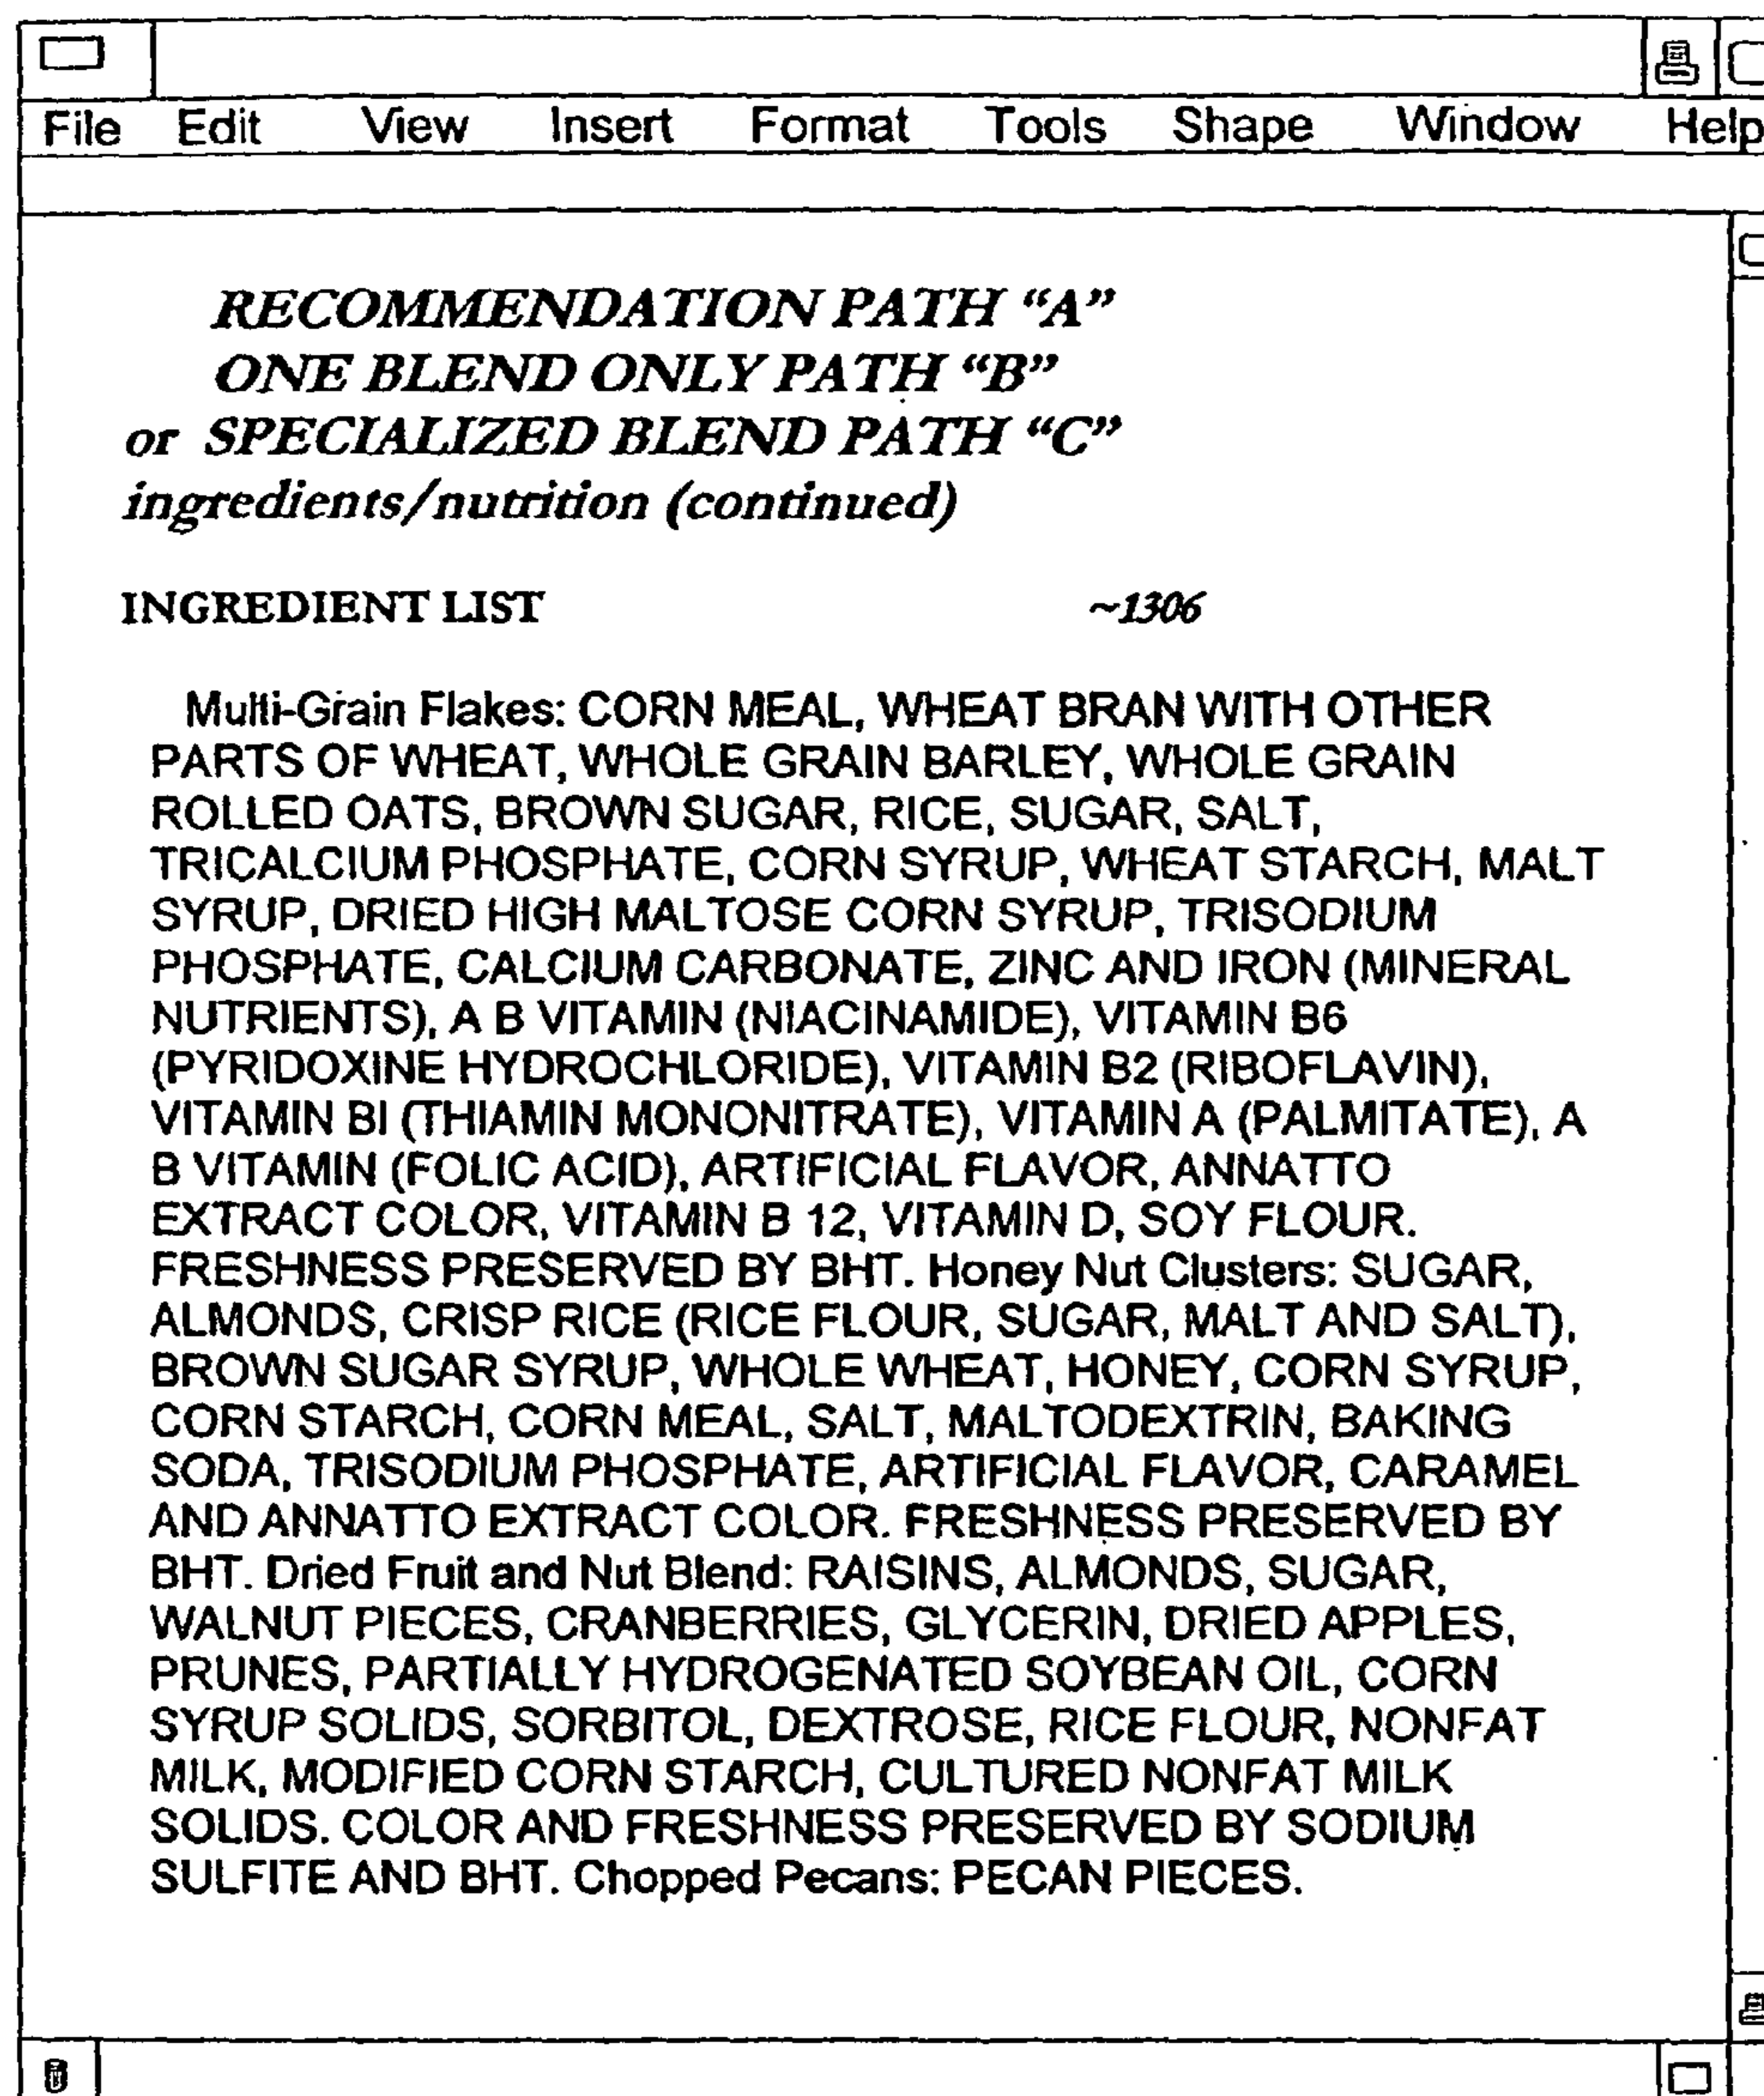 File Edit View Insert Format Tools Shape Window Help
RECOMMENDATION PATH “A”
ONE BLEND ONLY PATH “B”
or SPECIALIZED BLEND PATH “C”
ingredients/nutrition (continued)
INGREDIENT LIST ~1306
Multi-Grain Flakes: CORN MEAL, WHEAT BRAN WITH OTHER
PARTS OF WHEAT, WHOLE GRAIN BARLEY, WHOLE GRAIN
ROLLED OATS, BROWN SUGAR, RICE, SUGAR, SALT,
TRICALCIUM PHOSPHATE, CORN SYRUP, WHEAT STARCH, MALT
SYRUP, DRIED HIGH MALTOSE CORN SYRUP, TRISODIUM
PHOSPHATE, CALCIUM CARBONATE, ZINC AND IRON (MINERAL
NUTRIENTS), A B VITAMIN (NIACINAMIDE), VITAMIN B6
(PYRIDOXINE HYDROCHLORIDE), VITAMIN B2 (RIBOFLAVIN),
VITAMIN BI (THIAMIN MONONITRATE), VITAMIN A (PALMITATE), A
B VITAMIN (FOLIC ACID), ARTIFICIAL FLAVOR, ANNATTO
EXTRACT COLOR, VITAMIN B 12, VITAMIN D, SOY FLOUR.
FRESHNESS PRESERVED BY BHT. Honey Nut Clusters: SUGAR,
ALMONDS, CRISP RICE (RICE FLOUR, SUGAR, MALT AND SALT),
BROWN SUGAR SYRUP, WHOLE WHEAT, HONEY, CORN SYRUP,
CORN STARCH, CORN MEAL, SALT, MALTODEXTRIN, BAKING
SODA, TRISODIUM PHOSPHATE, ARTIFICIAL FLAVOR, CARAMEL
AND ANNATTO EXTRACT COLOR. FRESHNESS PRESERVED BY
BHT. Dried Fruit and Nut Blend: RAISINS, ALMONDS, SUGAR,
WALNUT PIECES, CRANBERRIES, GLYCERIN, DRIED APPLES,
PRUNES, PARTIALLY HYDROGENATED SOYBEAN OIL, CORN
SYRUP SOLIDS, SORBITOL, DEXTROSE, RICE FLOUR, NONFAT
MILK, MODIFIED CORN STARCH, CULTURED NONFAT MILK
SOLIDS. COLOR AND FRESHNESS PRESERVED BY SODIUM
SULFITE AND BHT. Chopped Pecans: PECAN PIECES.